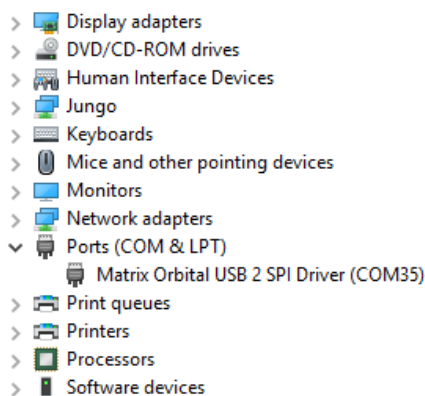 Display adapters
DVD/CD-ROM drives
Human Interface Devices
Jungo
Keyboards
Mice and other pointing devices
Monitors
Network adapters
Ports (COM & LPT)
Matrix Orbital USB 2 SPI Driver (COM35)
Print queues
Printers
Processors
Software devices